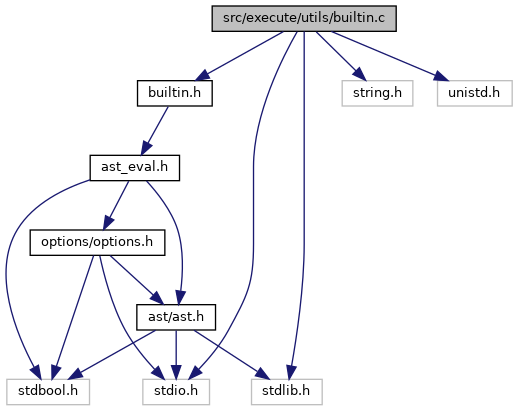 src/execute/utils/builtin.c
builtin.h
string.h
unistd.h
ast_eval.h
options/options.h
ast/ast.h
stdbool.h
stdio.h
stdlib.h